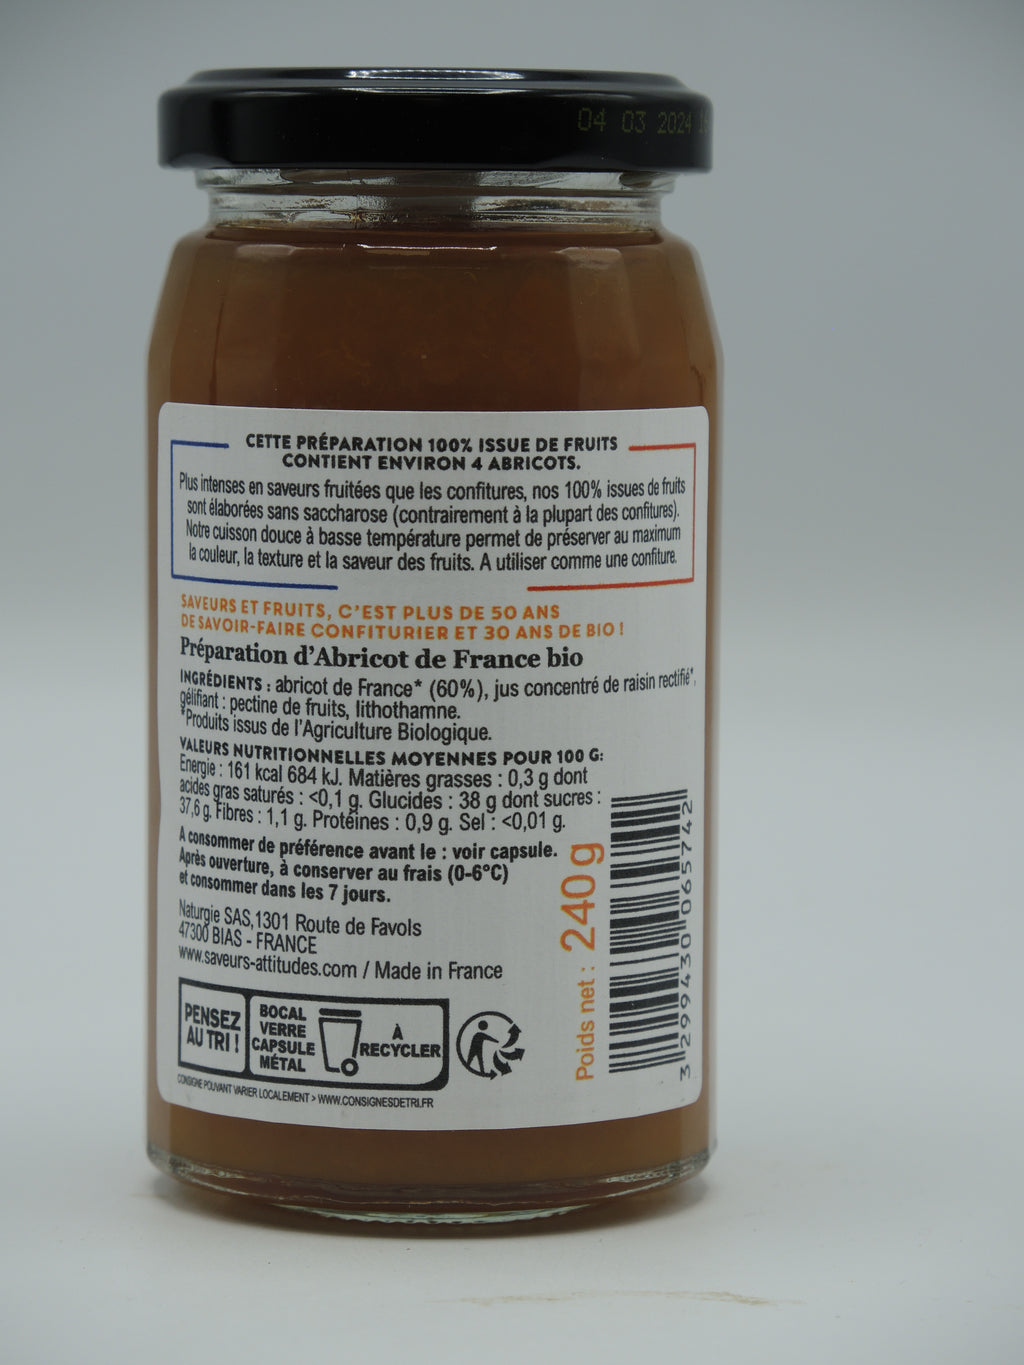 04 03 2024
CETTE PRÉPARATION 100% ISSUE DE FRUITS
CONTIENT ENVIRON 4 ABRICOTS.
Plus intenses en saveurs fruitées que les confitures, nos 100% issues de fruits
sont élaborées sans saccharose (contrairement à la plupart des confitures).
Notre cuisson douce à basse température permet de préserver au maximum
la couleur, la texture et la saveur des fruits. A utiliser comme une confiture.
SAVEURS ET FRUITS, C'EST PLUS DE 50 ANS
DE SAVOIR-FAIRE CONFITURIER ET 30 ANS DE BIO !
Préparation d'Abricot de France bio
INGRÉDIENTS : abricot de France* (60%), jus concentré de raisin rectifié*,
gélifiant : pectine de fruits, lithothamne.
*Produits issus de l'Agriculture Biologique.
VALEURS NUTRITIONNELLES MOYENNES POUR 100 G:
Energie : 161 kcal 684 kJ. Matières grasses : 0,3 g dont
acides gras saturés : <0,1 g. Glucides : 38 g dont sucres :
37,6 g. Fibres : 1,1 g. Protéines : 0,9 g. Sel : <0,01 g.
A consommer de préférence avant le : voir capsule.
Après ouverture, à conserver au frais (0-6°C)
et consommer dans les 7 jours.
Naturgie SAS,1301 Route de Favols
47300 BIAS - FRANCE
www.saveurs-attitudes.com / Made in France
PENSEZ
AU TRI !
BOCAL
VERRE
CAPSULE
MÉTAL
À
RECYCLER
CONSIGNE POUVANT VARIER LOCALEMENT > WWW.CONSIGNESDETRI.FR
Poids net : 240 g
3 299430 065742